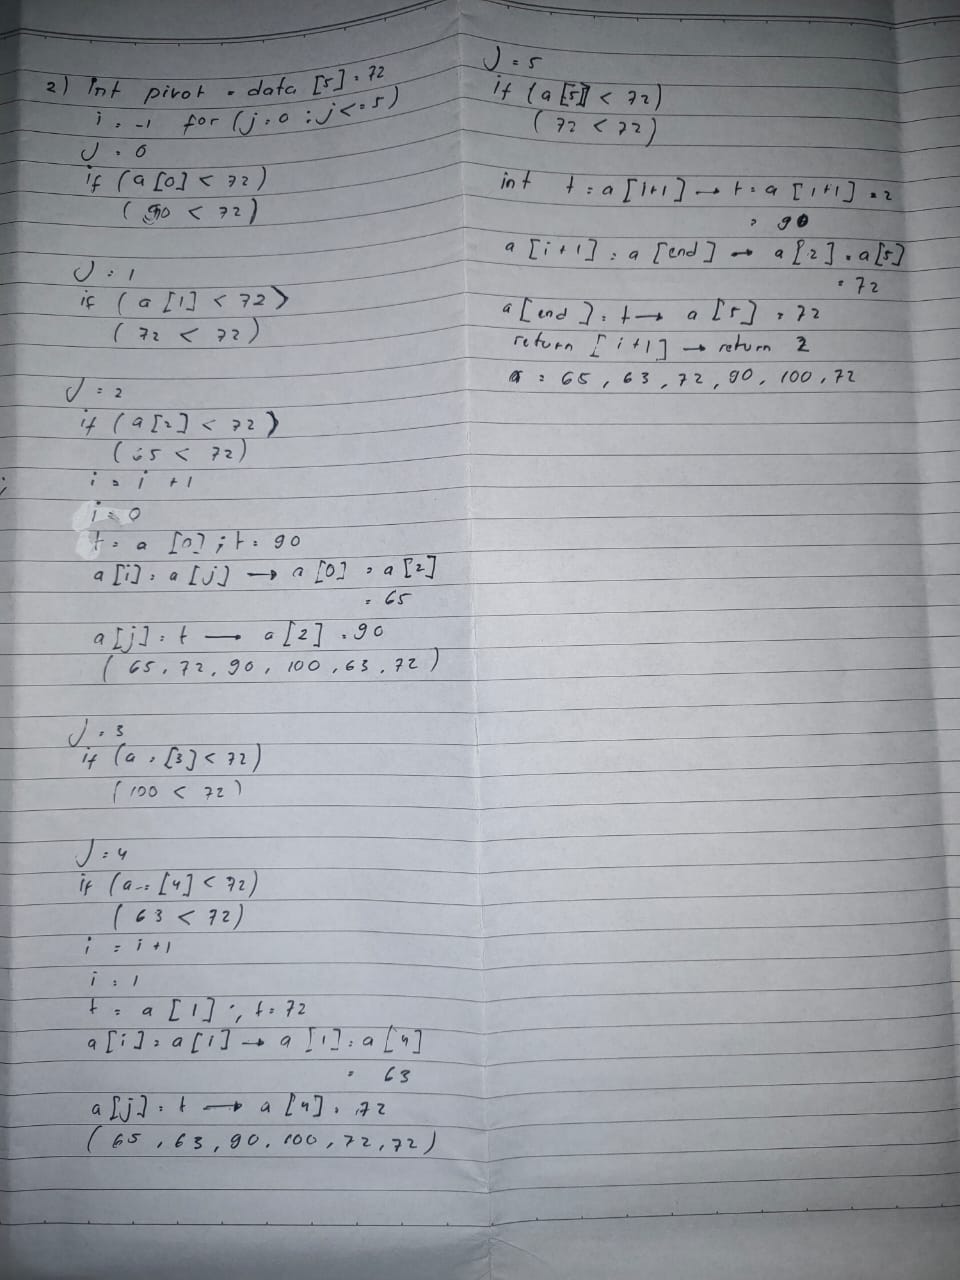 2) Int pivot = data [5] = 72
i = -1 for (j = 0 ; j <= 5)
J = 0
if (a [0] < 72)
(90 < 72)
J = 1
if (a [1] < 72)
(72 < 72)
J = 2
if (a [2] < 72)
(65 < 72)
i = i + 1
i = 0
t = a [0] ; t = 90
a [i] = a [j] → a [0] = a [2]
= 65
a [j] = t → a [2] = 90
(65, 72, 90, 100, 63, 72)
J = 3
if (a = [3] < 72)
(100 < 72)
J = 4
if (a = [4] < 72)
(63 < 72)
i = i + 1
i = 1
t = a [1] ; t = 72
a [i] = a [i] → a [1] = a [4]
= 63
a [j] = t → a [4] = 72
(65, 63, 90, 100, 72, 72)
J = 5
if (a [5] < 72)
(72 < 72)
int t = a [1+1] → t = a [1+1] = 2
= 90
a [i+1] = a [end] → a [2] = a [5]
= 72
a [end] = t → a [5] = 72
return [i+1] → return 2
= 65, 63, 72, 90, 100, 72